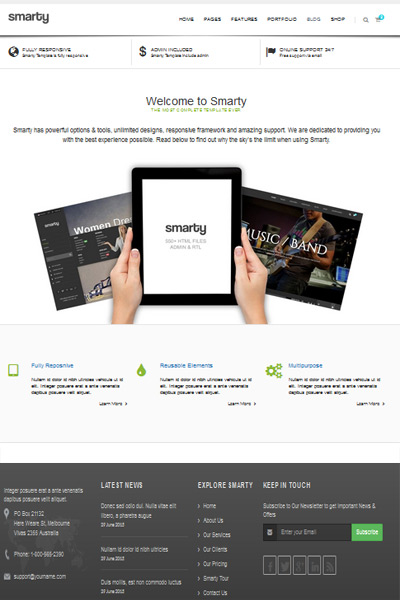 smarty
HOME PAGES FEATURES PORTFOLIO BLOG SHOP
FULLY RESPONSIVE
Smarty Template is fully responsive
$ ADMIN INCLUDED
Smarty Template include admin
ONLINE SUPPORT 24/7
Free support via email
Welcome to Smarty
THE MOST COMPLETE TEMPLATE EVER
Smarty has powerful options & tools, unlimited designs, responsive framework and amazing support. We are dedicated to providing you
with the best experience possible. Read below to find out why the sky's the limit when using Smarty.
smarty
Women Dre
smarty
HTML FILES
ADMIN & RTL
MUSIC / BAND
Fully Reposnive
Nullam id dolor id nibh ultricies vehicula ut id
elit. Integer posuere erat a ante venenatis
dapibus posuere velit aliquet.
Learn More
Reusable Elements
Nullam id dolor id nibh ultricies vehicula ut id
elit. Integer posuere erat a ante venenatis
dapibus posuere velit aliquet.
Learn More
Multipurpose
Nullam id dolor id nibh ultricies vehicula ut id
elit. Integer posuere erat a ante venenatis
dapibus posuere velit aliquet.
Learn More
Integer posuere erat a ante venenatis
dapibus posuere velit aliquet.
PO Box 21132
Here Weare St, Melbourne
Vivas 2355 Australia
Phone: 1-800-565-2390
support@yourname.com
LATEST NEWS
Donec sed odio dui. Nulla vitae elit
libero, a pharetra augue
29 June 2015
Nullam id dolor id nibh ultricies
29 June 2015
Duis mollis, est non commodo luctus
29 June 2015
EXPLORE SMARTY
Home
About Us
Our Services
Our Clients
Our Pricing
Smarty Tour
Contact Us
KEEP IN TOUCH
Subscribe to Our Newsletter to get Important News &
Offers
Enter your Email
Subscribe